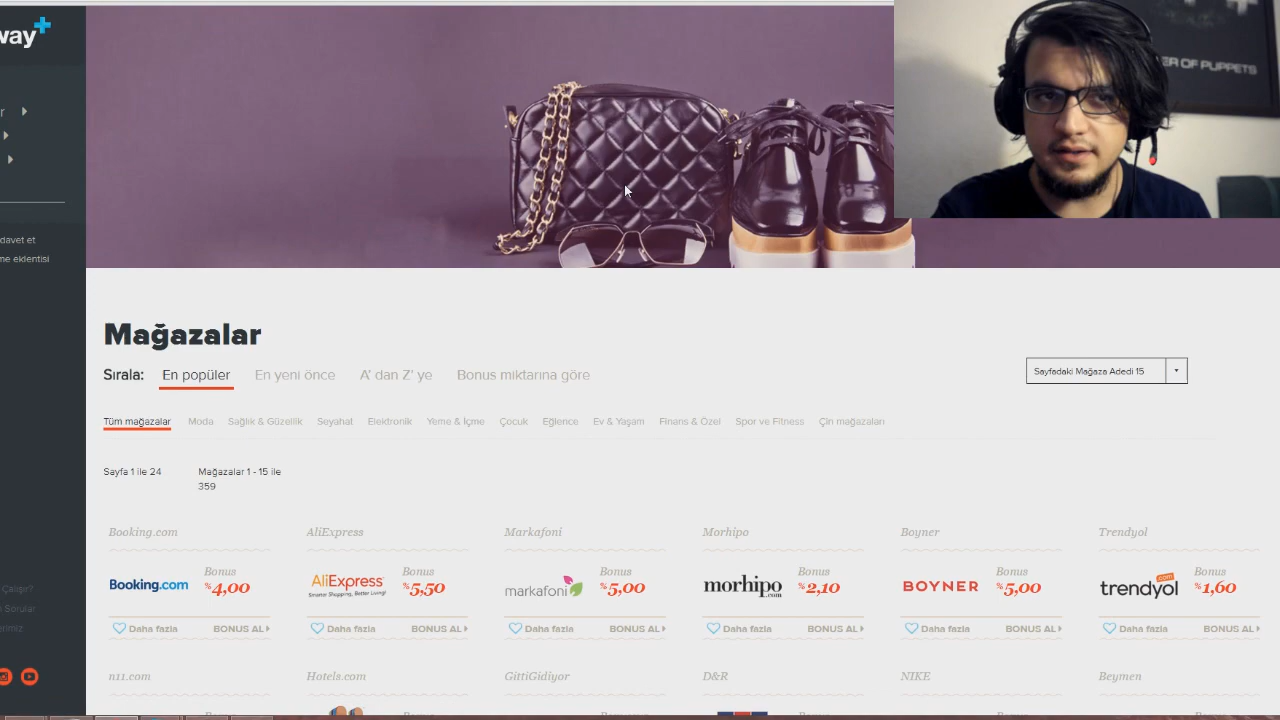 way+
ER OF PUPPETS
davet et
me eklentisi
Mağazalar
Sırala: En popüler En yeni önce A' dan Z' ye Bonus miktarına göre
Sayfadaki Mağaza Adedi 15
Tüm mağazalar Moda Sağlık & Güzellik Seyahat Elektronik Yeme & İçme Çocuk Eğlence Ev & Yaşam Finans & Özel Spor ve Fitness Çin mağazaları
Sayfa 1 ile 24
Mağazalar 1 - 15 ile
359
Booking.com AliExpress Markafoni Morhipo Boyner Trendyol
Booking.com Bonus %4,00
AliExpress Smarter Shopping, Better Living! Bonus %5,50
markafoni Bonus %5,00
morhipo .com Bonus %2,10
BOYNER Bonus %5,00
trendyol .com Bonus %1,60
Daha fazla BONUS AL Daha fazla BONUS AL Daha fazla BONUS AL Daha fazla BONUS AL Daha fazla BONUS AL Daha fazla BONUS AL
Çalışır?
Sorular
erimiz
n11.com Hotels.com GittiGidiyor D&R NIKE Beymen